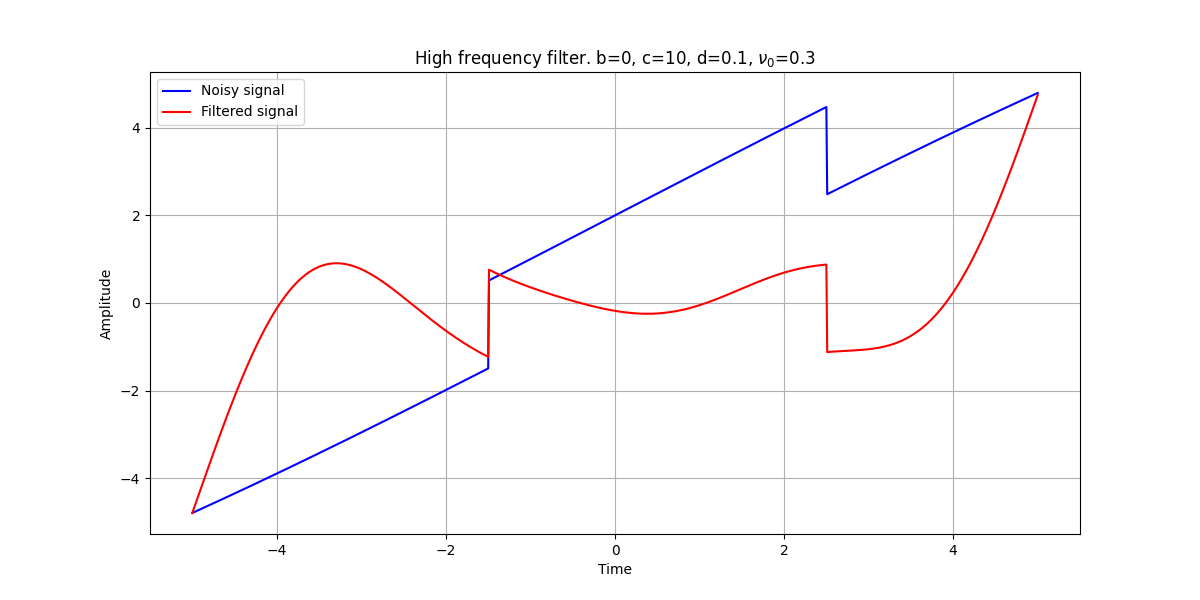 High frequency filter. b=0, c=10, d=0.1, ν₀=0.3
Noisy signal
Filtered signal
Amplitude
4
2
0
−2
−4
−4
−2
0
2
4
Time